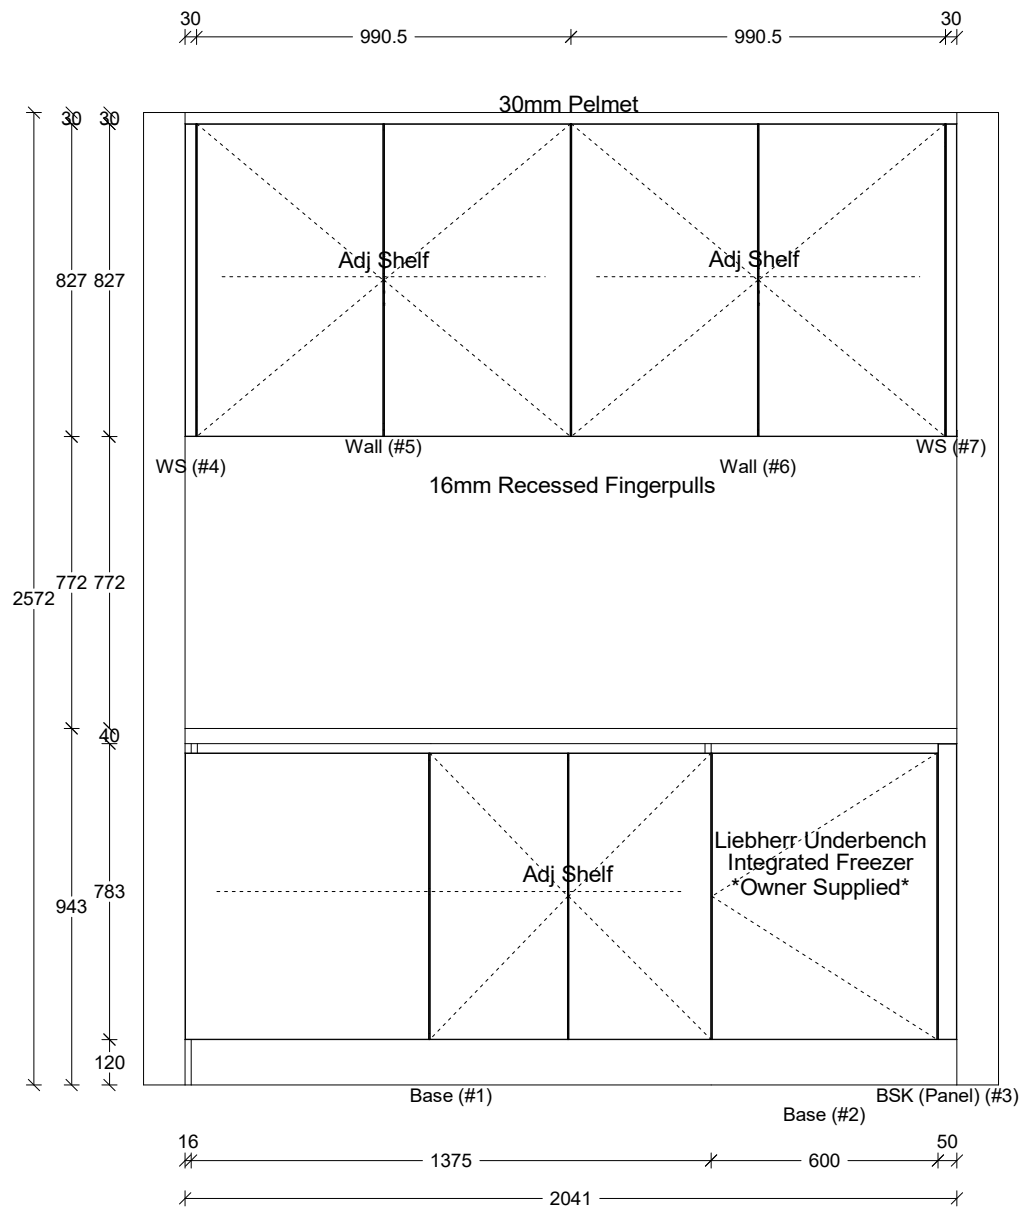 30 30
990.5 990.5
30mm Pelmet
30 30
Adj Shelf Adj Shelf
827 827
Wall (#5) WS (#7)
WS (#4) Wall (#6)
16mm Recessed Fingerpulls
772 772
2572
40
Liebherr Underbench
Integrated Freezer
*Owner Supplied*
Adj Shelf
783
943
120
Base (#1) BSK (Panel) (#3)
Base (#2)
16 50
1375 600
2041